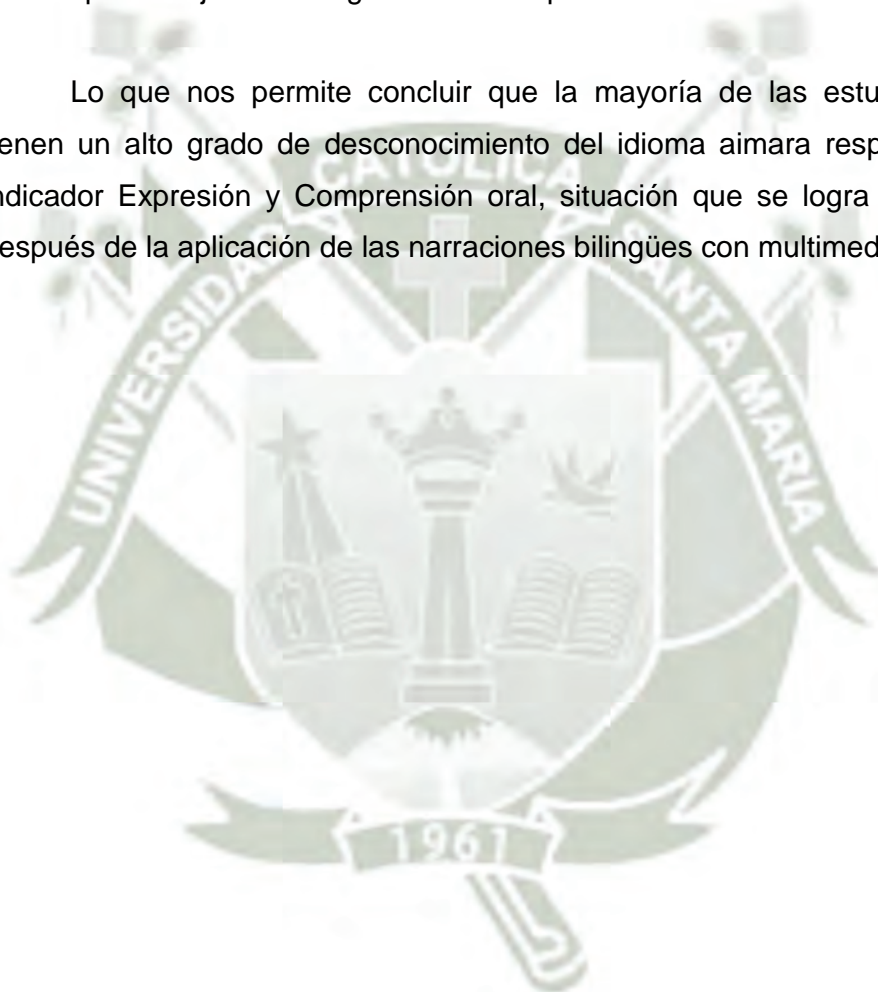 Lo que nos permite concluir que la mayoría de las estu
ienen un alto grado de desconocimiento del idioma aimara resp
ndicador Expresión y Comprensión oral, situación que se logra
espués de la aplicación de las narraciones bilingües con multimed
UNIVERSIDAD CATOLICA SANTA MARIA
1961